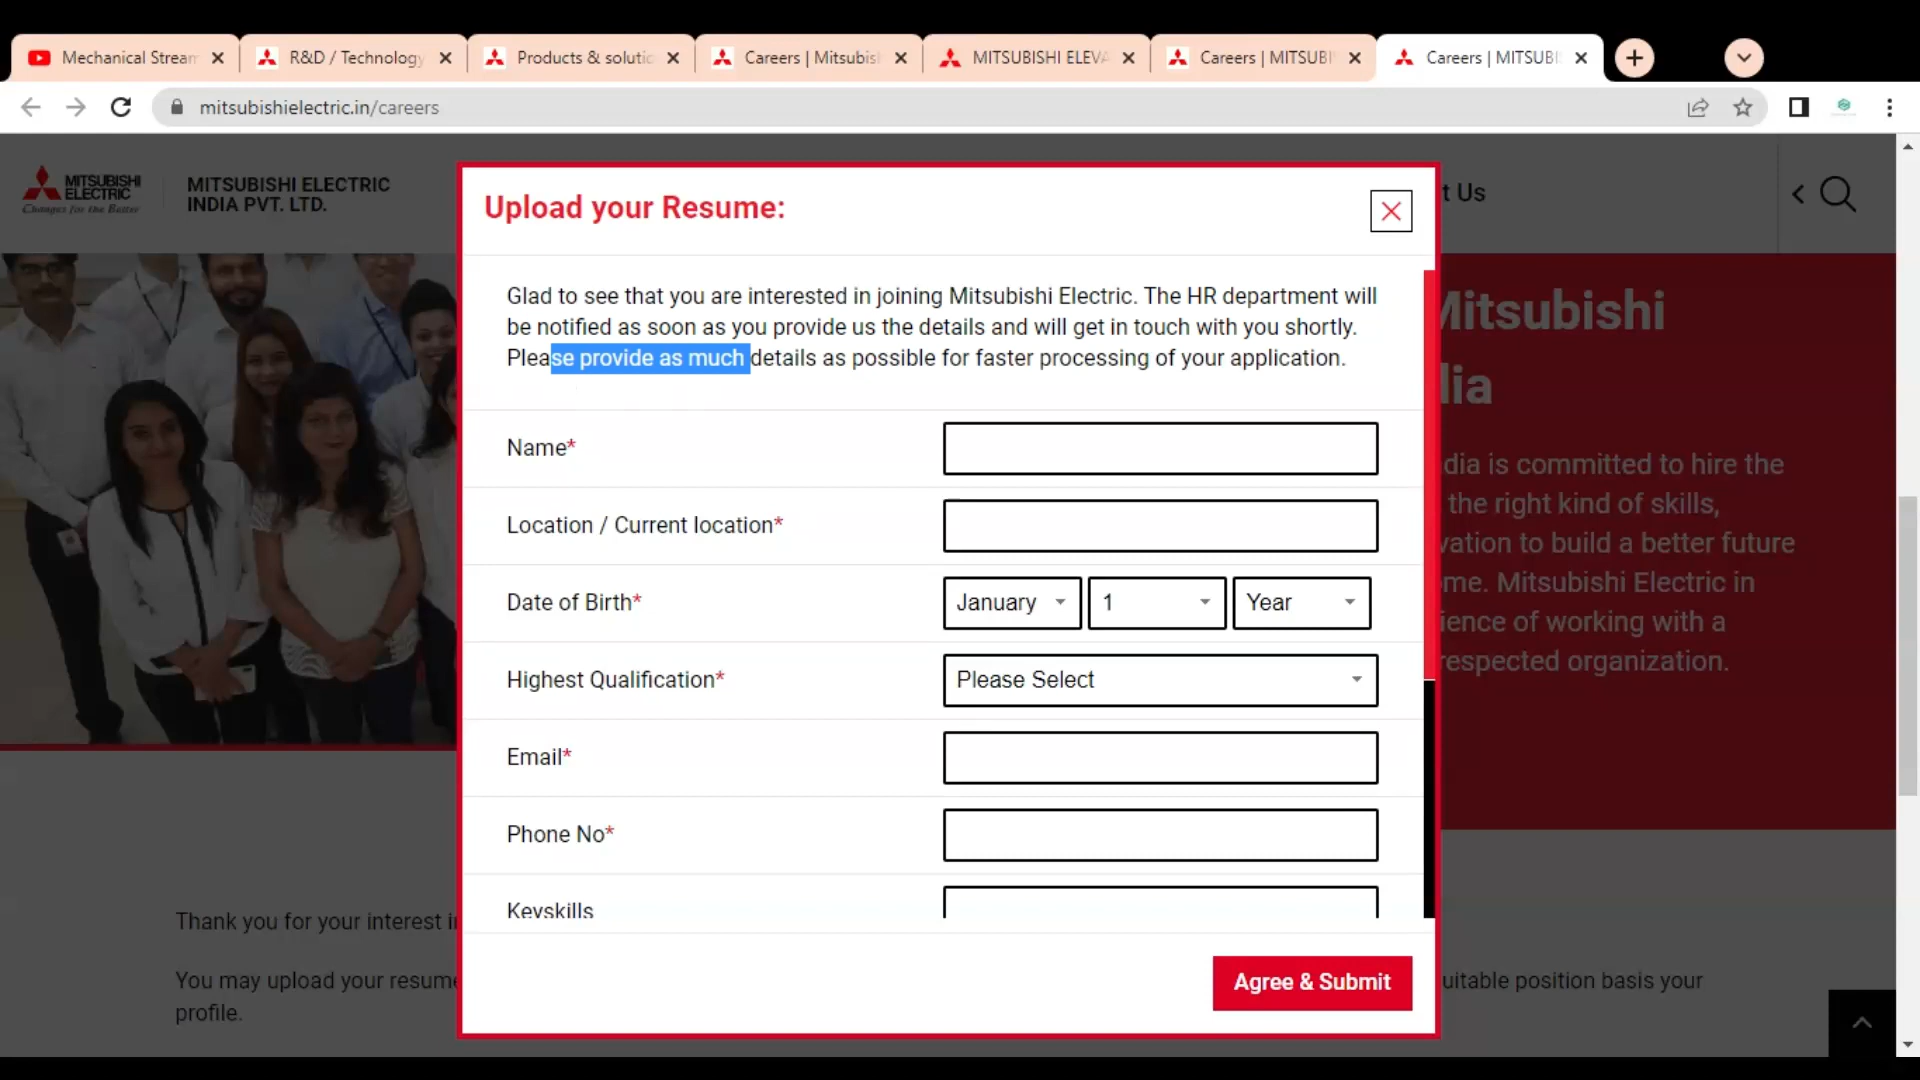 Mechanical Strean
R&D / Technology
Products & solutio
Careers | Mitsubis
MITSUBISHI ELEVA
Careers | MITSUBI
Careers | MITSUBI
mitsubishielectric.in/careers
MITSUBISHI
ELECTRIC
Changes for the Better
MITSUBISHI ELECTRIC
INDIA PVT. LTD.
t Us
Upload your Resume:
Glad to see that you are interested in joining Mitsubishi Electric. The HR department will
be notified as soon as you provide us the details and will get in touch with you shortly.
Please provide as much details as possible for faster processing of your application.
Name*
Location / Current location*
Date of Birth*
January
1
Year
Highest Qualification*
Please Select
Email*
Phone No*
Keyskills
Agree & Submit
Mitsubishi
dia
dia is committed to hire the
the right kind of skills,
vation to build a better future
me. Mitsubishi Electric in
ience of working with a
respected organization.
Thank you for your interest i
You may upload your resume
uitable position basis your
profile.